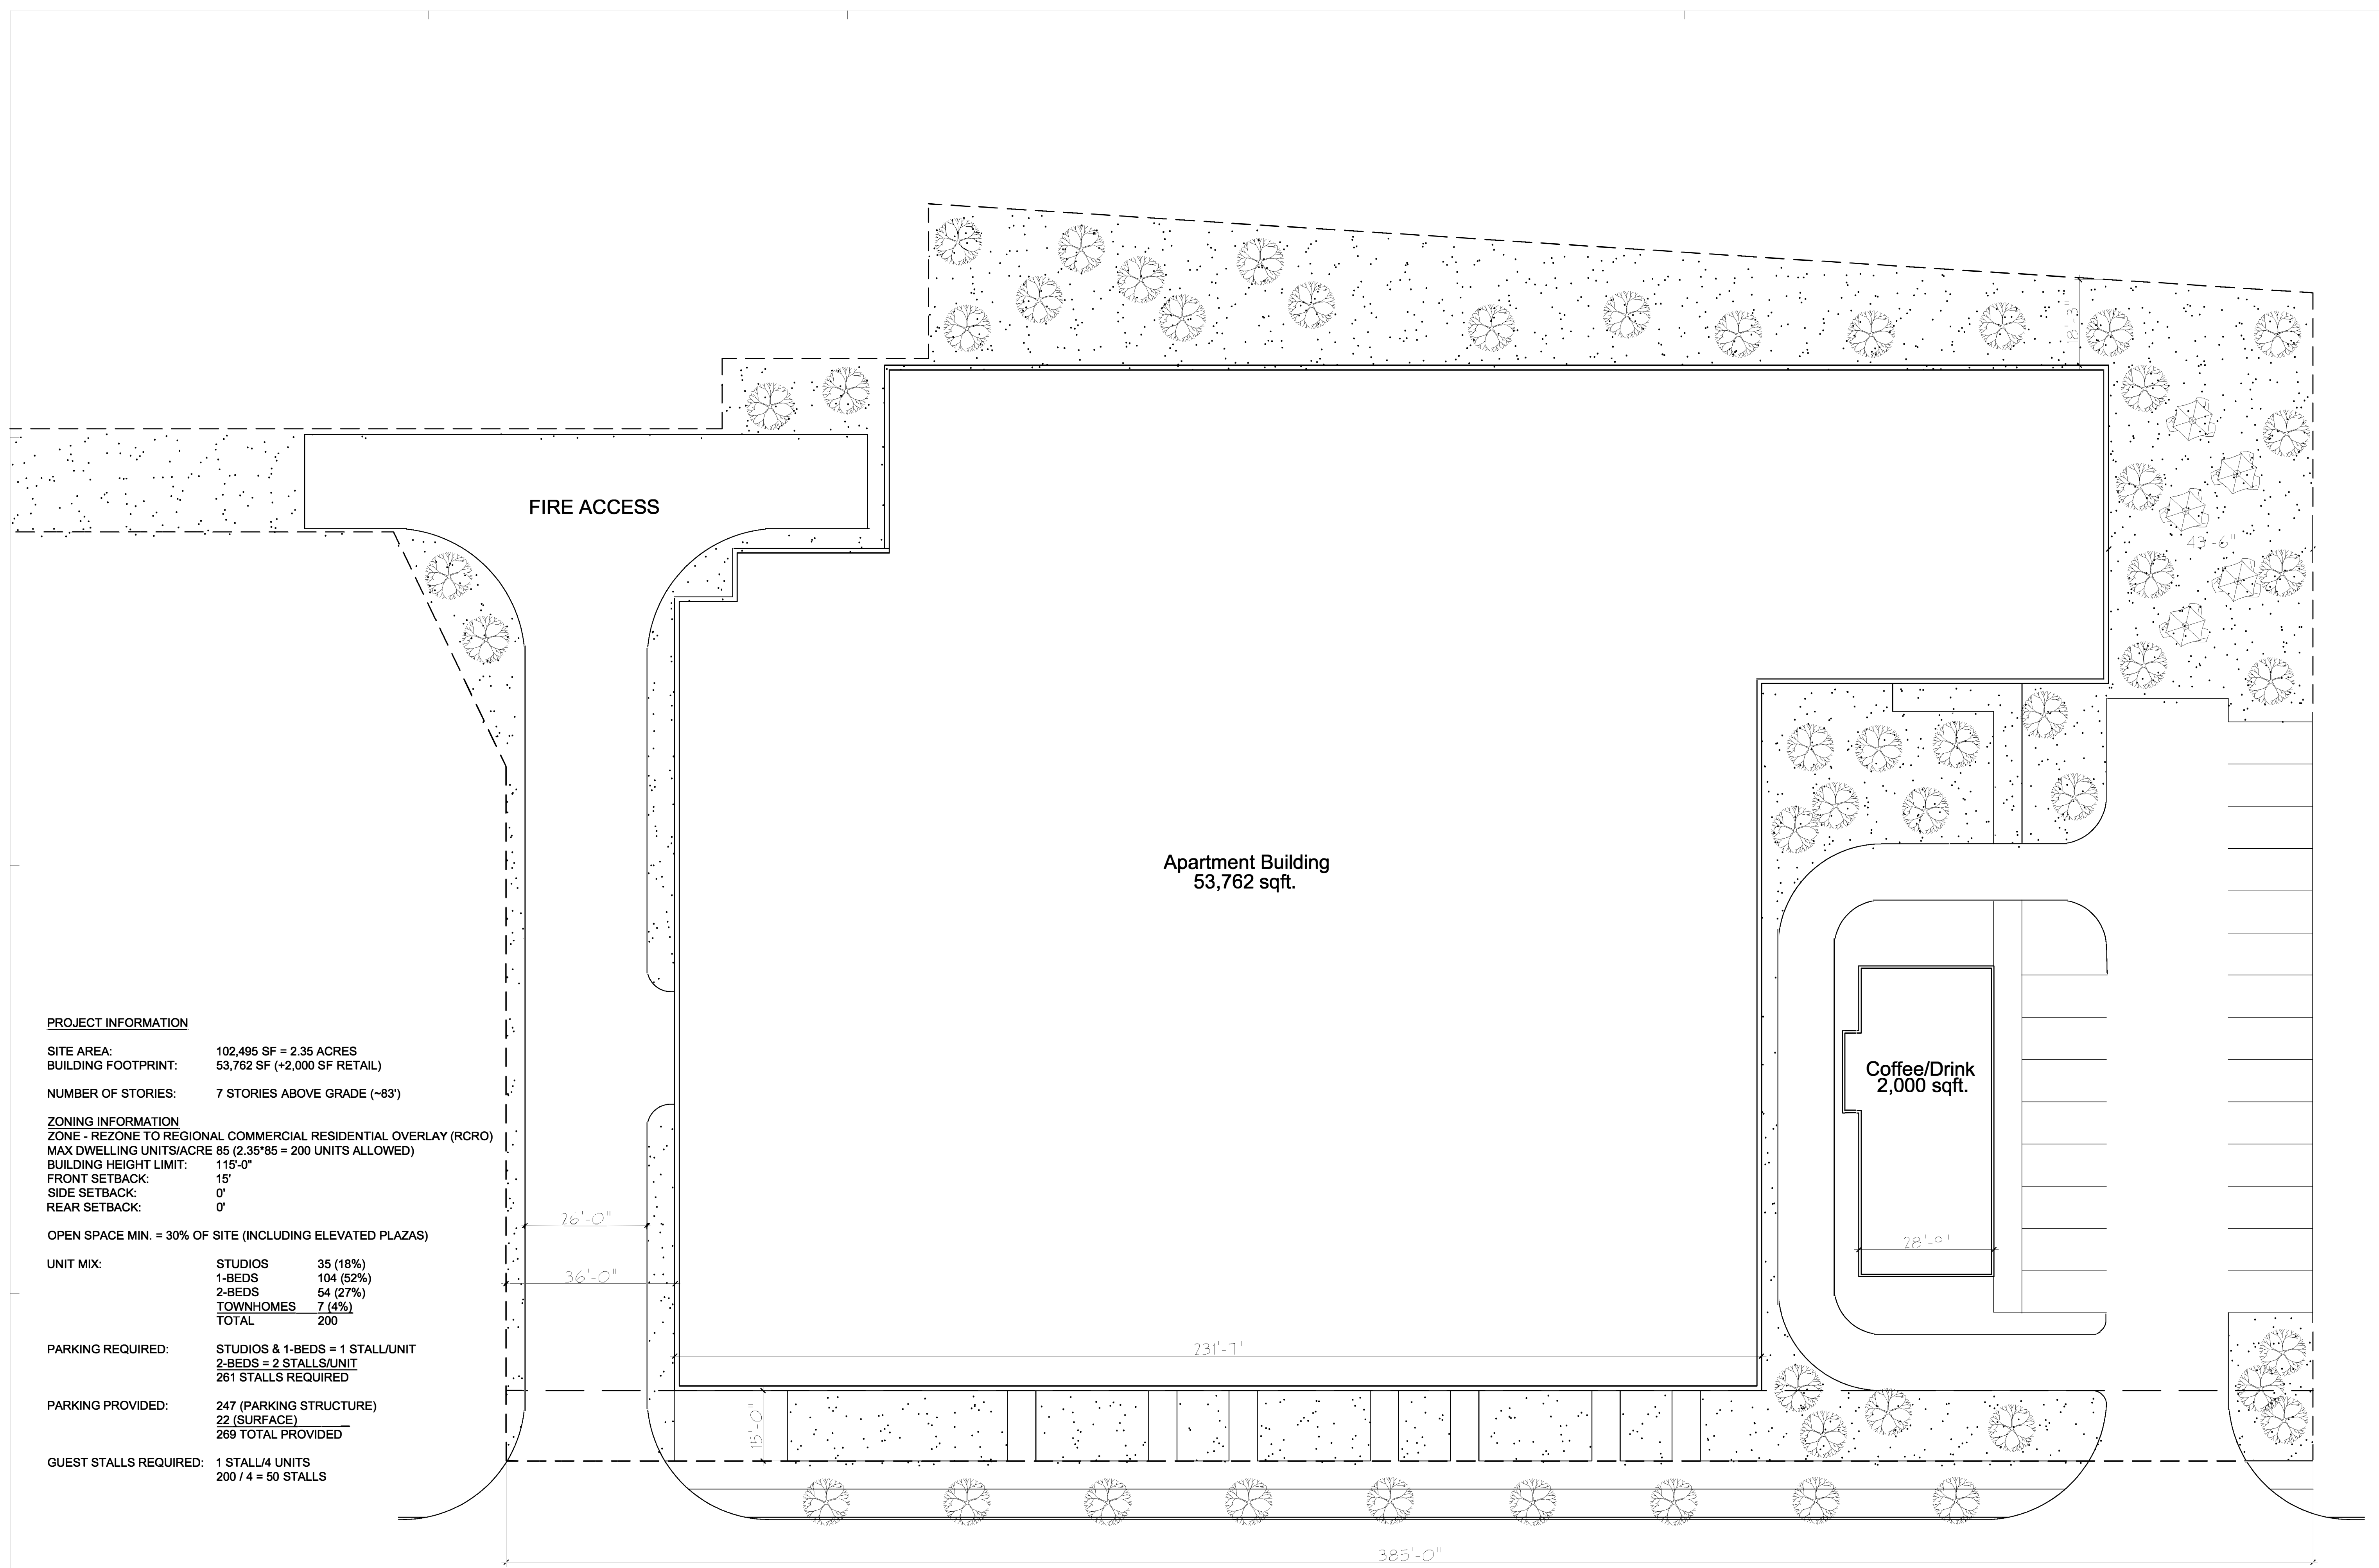 8'-3"
FIRE ACCESS
43'-6"
Apartment Building
53,762 sqft.
PROJECT INFORMATION
SITE AREA: 102,495 SF = 2.35 ACRES
BUILDING FOOTPRINT: 53,762 SF (+2,000 SF RETAIL)
NUMBER OF STORIES: 7 STORIES ABOVE GRADE (~83')
ZONING INFORMATION
ZONE - REZONE TO REGIONAL COMMERCIAL RESIDENTIAL OVERLAY (RCRO)
MAX DWELLING UNITS/ACRE 85 (2.35*85 = 200 UNITS ALLOWED)
BUILDING HEIGHT LIMIT: 115'-0"
FRONT SETBACK: 15'
SIDE SETBACK: 0'
REAR SETBACK: 0'
OPEN SPACE MIN. = 30% OF SITE (INCLUDING ELEVATED PLAZAS)
UNIT MIX: STUDIOS 35 (18%)
1-BEDS 104 (52%)
2-BEDS 54 (27%)
TOWNHOMES 7 (4%)
TOTAL 200
PARKING REQUIRED: STUDIOS & 1-BEDS = 1 STALL/UNIT
2-BEDS = 2 STALLS/UNIT
261 STALLS REQUIRED
PARKING PROVIDED: 247 (PARKING STRUCTURE)
22 (SURFACE)
269 TOTAL PROVIDED
GUEST STALLS REQUIRED: 1 STALL/4 UNITS
200 / 4 = 50 STALLS
Coffee/Drink
2,000 sqft.
26'-0"
28'-9"
36'-0"
231'-7"
15'-0"
385'-0"